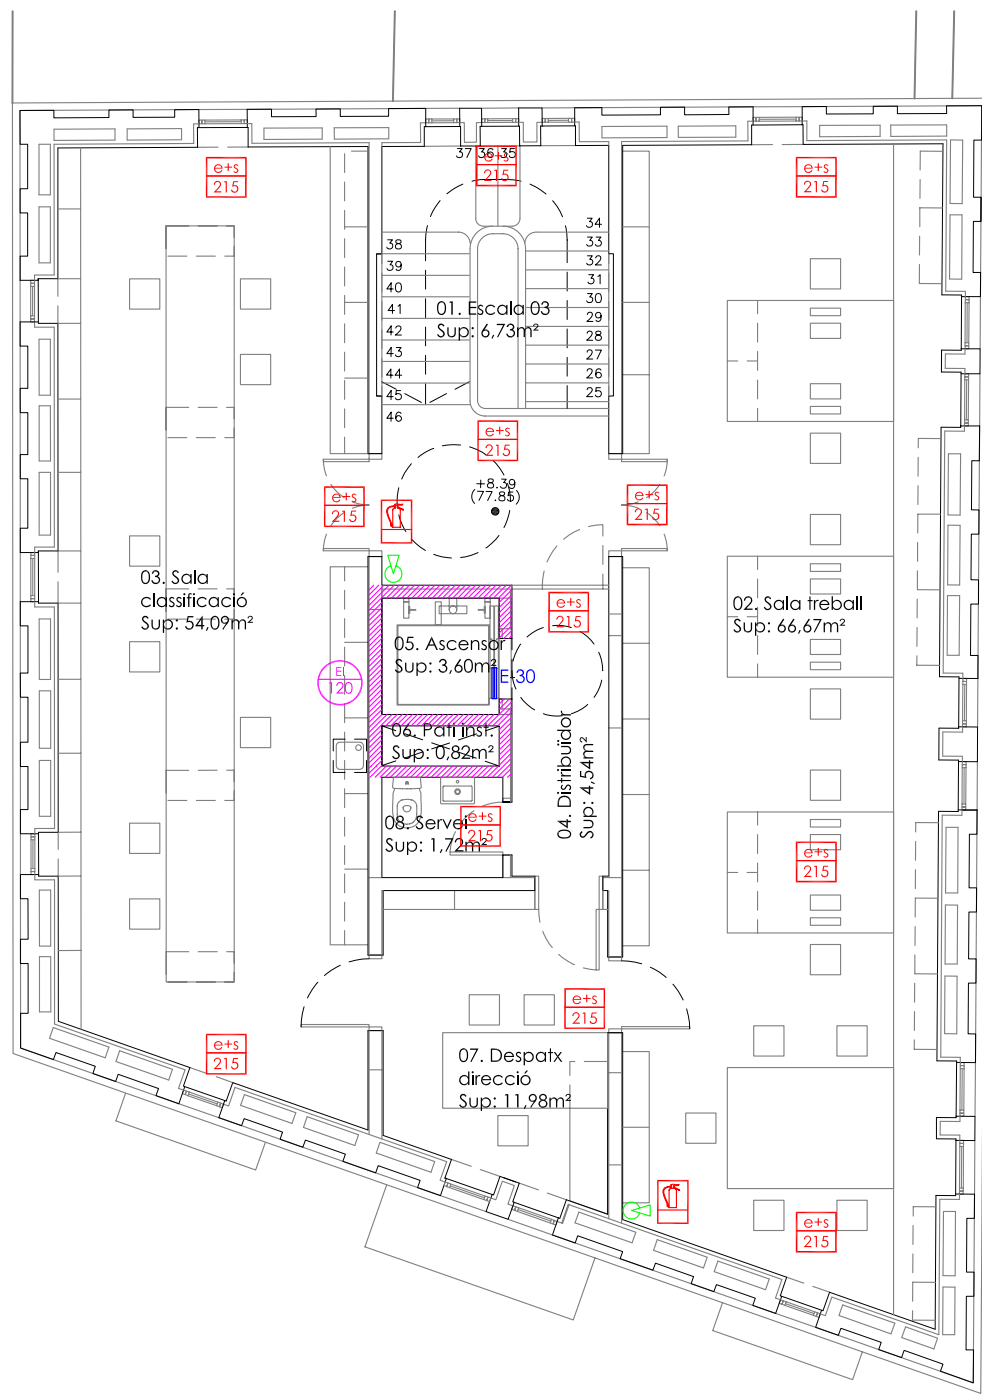 e+s
215
37 36 35
e+s
215
e+s
215
34
33
32
31
30
29
28
27
26
25
38
39
40
41
42
43
44
45
46
01. Escala 03
Sup: 6,73m²
e+s
215
+8.39
(77.85)
e+s
215
e+s
215
03. Sala
classificació
Sup: 54,09m²
e+s
215
02. Sala treball
Sup: 66,67m²
05. Ascensor
Sup: 3,60m²
E-30
EI
120
06. Pati inst.
Sup: 0,82m²
04. Distribuïdor
Sup: 4,54m²
08. Servei
Sup: 1,72m²
e+s
215
e+s
215
e+s
215
e+s
215
07. Despatx
direcció
Sup: 11,98m²
e+s
215